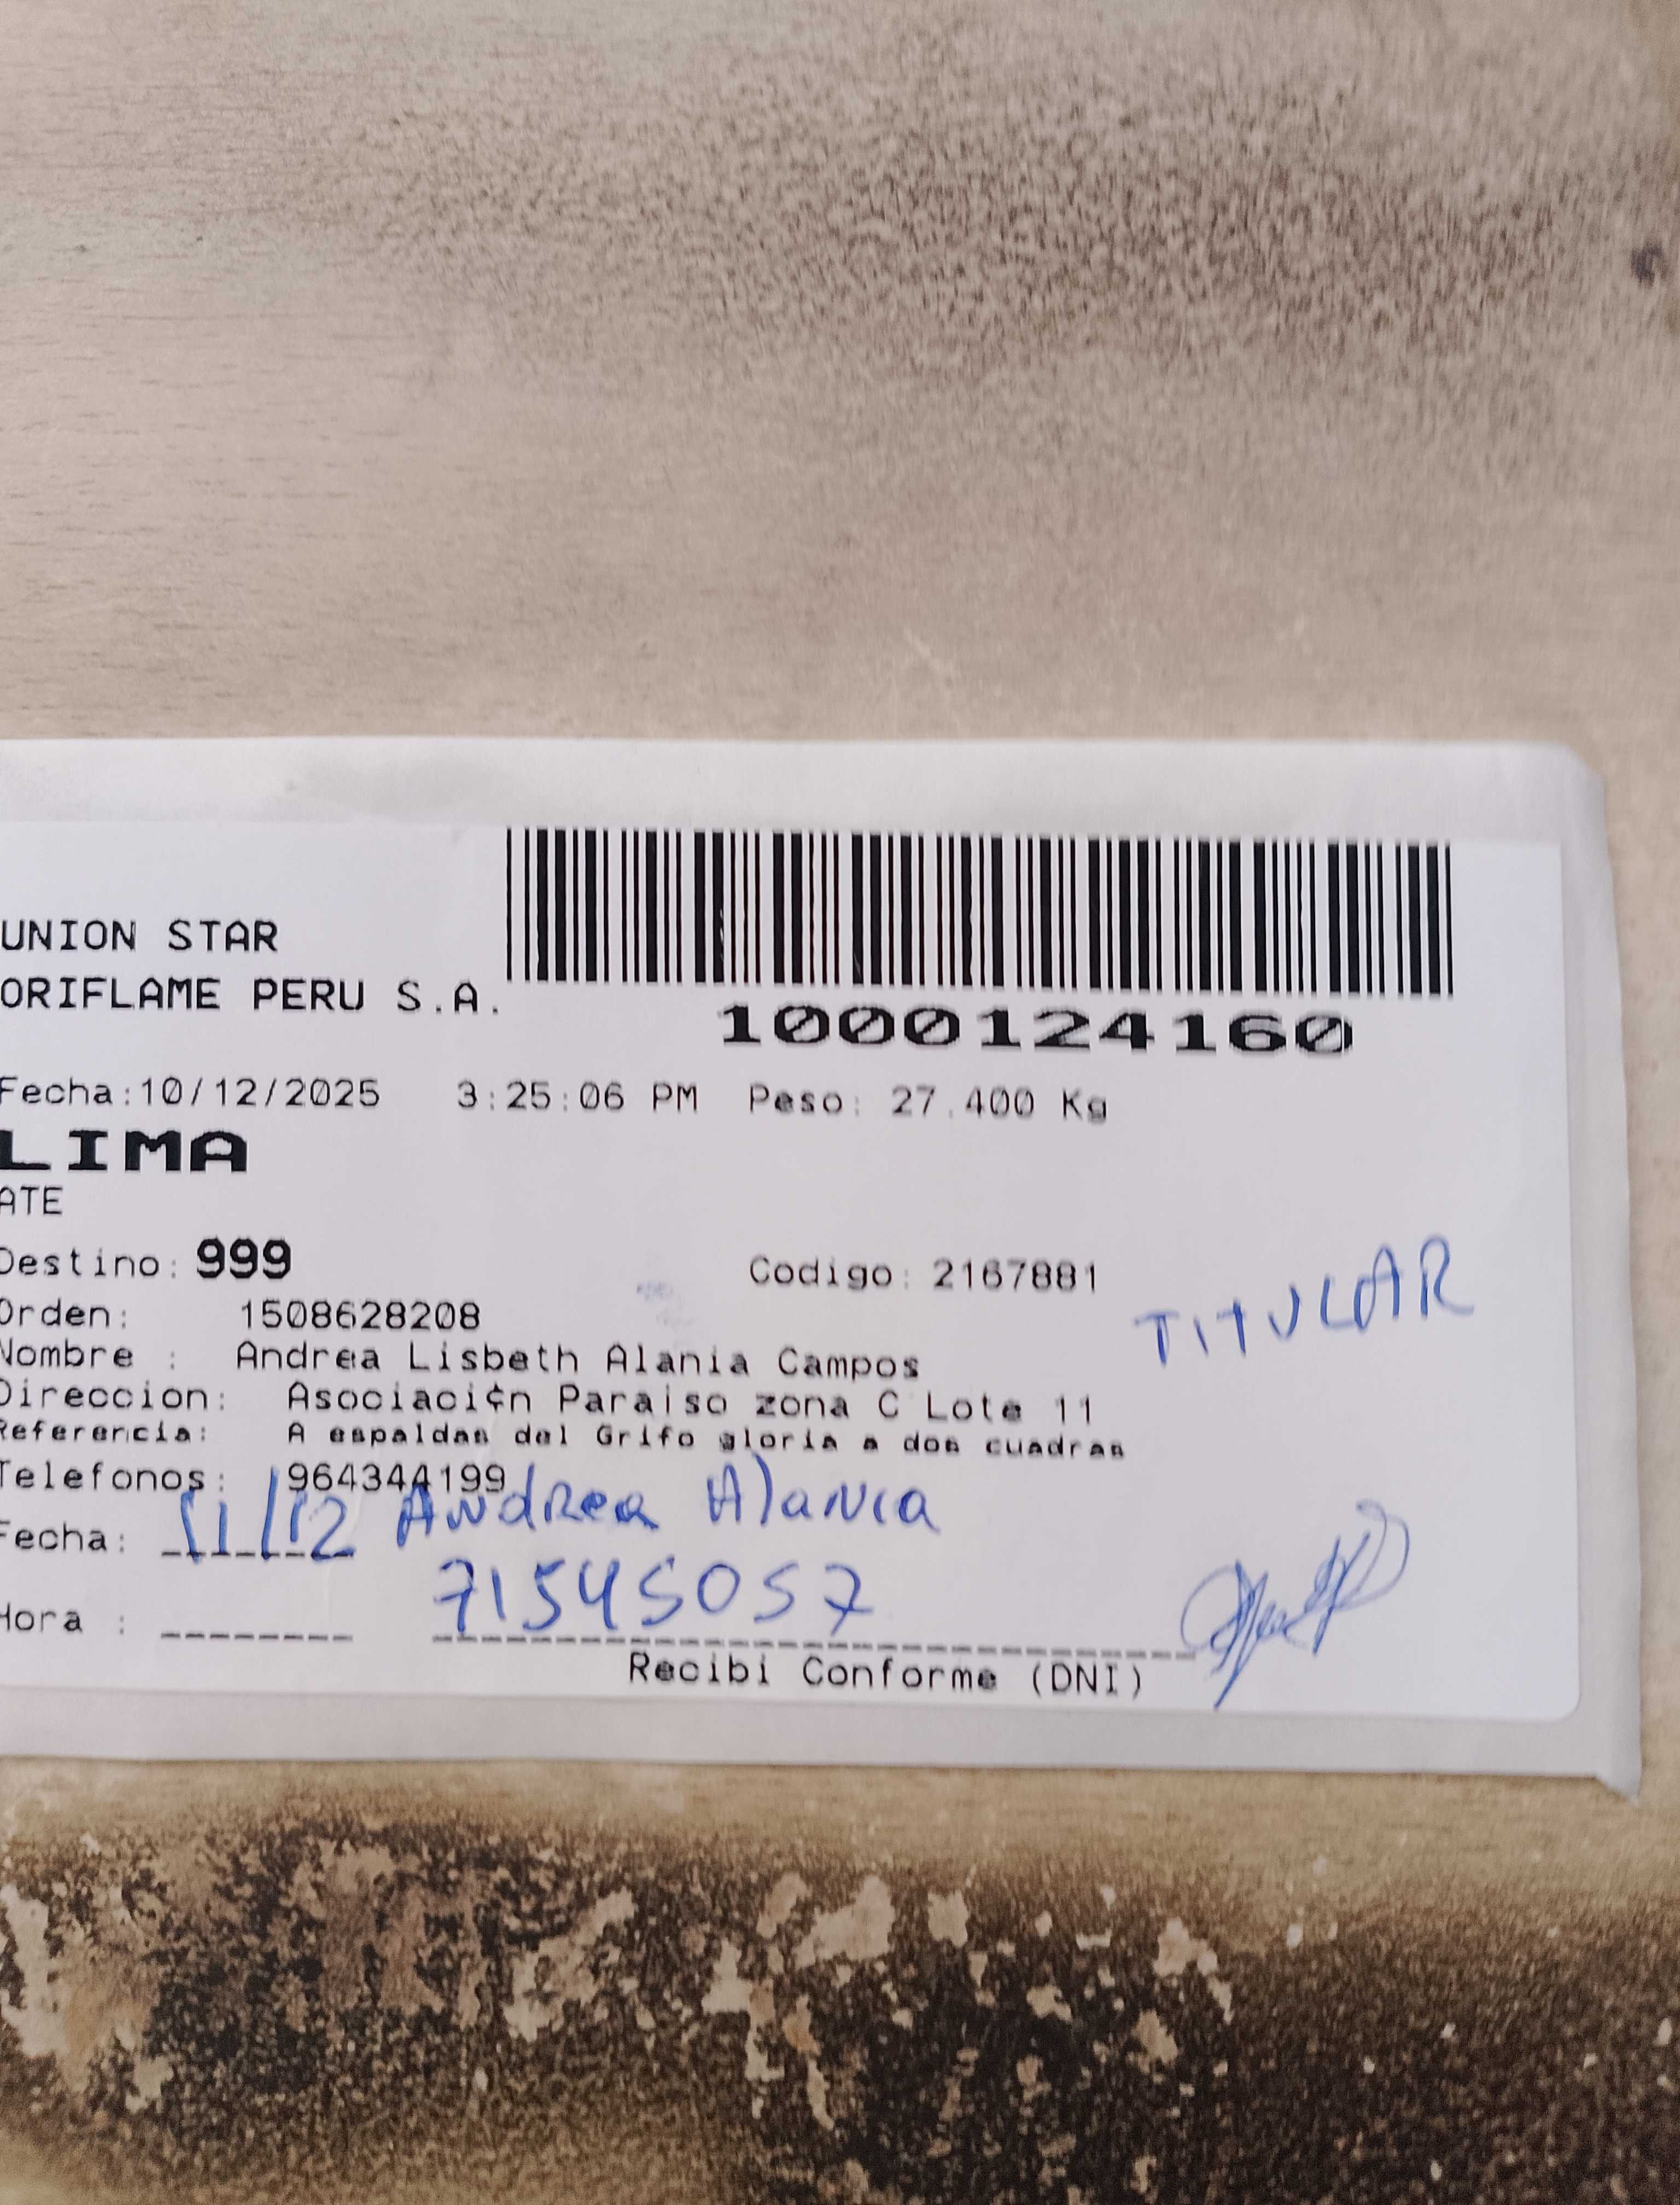 UNION STAR
ORIFLAME PERU S.A.
1000124160
Fecha:10/12/2025 3:25:06 PM Peso: 27.400 Kg
LIMA
ATE
Destino: 999 Codigo: 2167881
TITULAR
Orden: 1508628208
Nombre : Andrea Lisbeth Alania Campos
Direccion: Asociaci¢n Paraiso zona C Lote 11
Referencia: A espaldas del Grifo gloria a dos cuadras
Telefonos: 964344199
Fecha: 11/12 Andrea Alania
71545057
Hora :
Recibi Conforme (DNI)